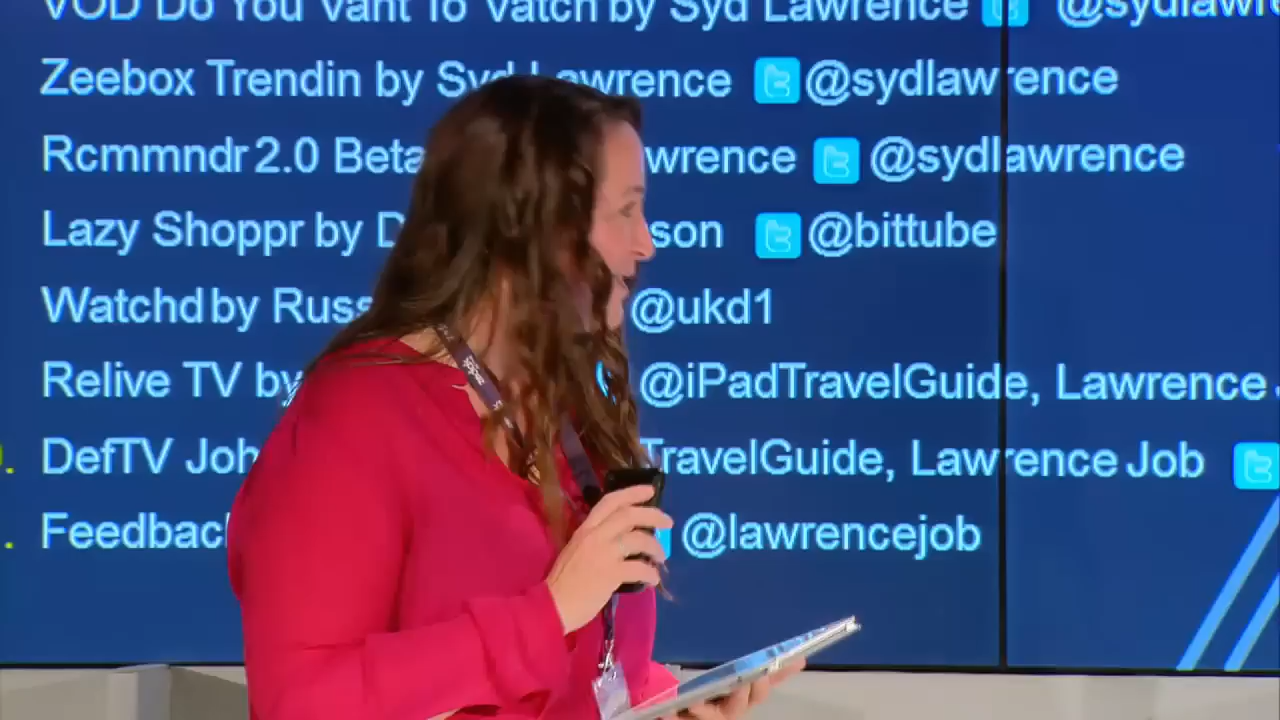 VOD Do You Vant To Vatch by Syd Lawrence @sydlawre
Zeebox Trendin by Syd Lawrence @sydlawrence
Rcmmndr 2.0 Beta wrence @sydlawrence
Lazy Shoppr by D son @bittube
Watchd by Russ @ukd1
Relive TV by @iPadTravelGuide, Lawrence
DefTV Joh TravelGuide, Lawrence Job
Feedback @lawrencejob